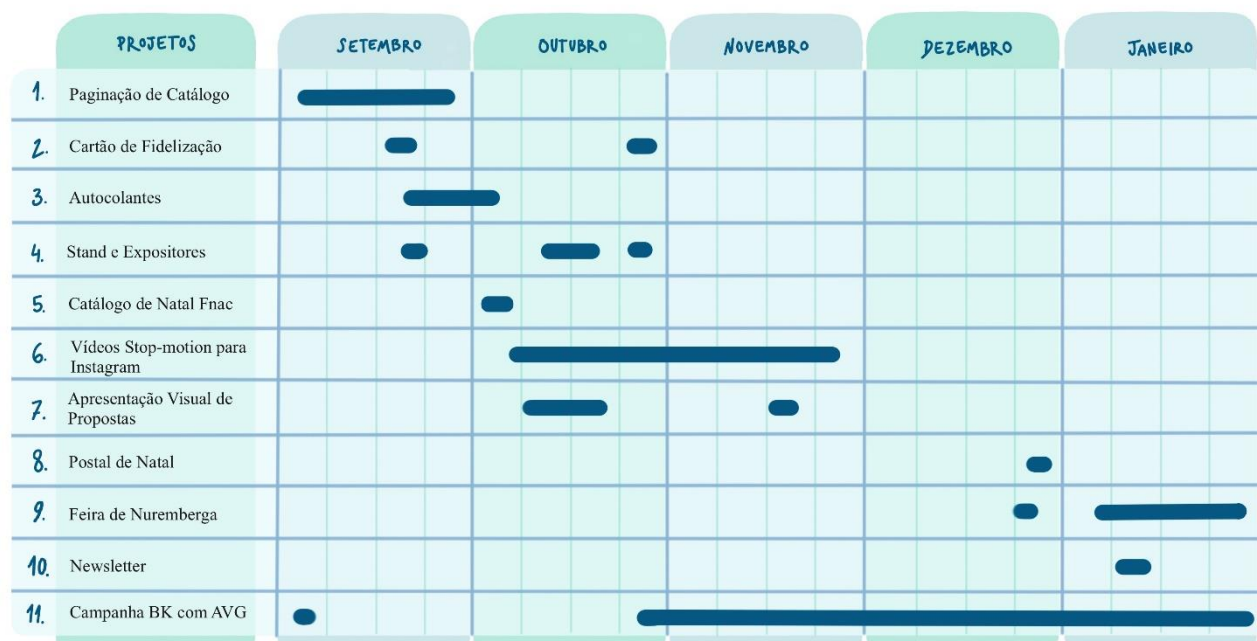 PROJETOS SETEMBRO OUTUBRO NOVEMBRO DEZEMBRO JANEIRO
1. Paginação de Catálogo
2. Cartão de Fidelização
3. Autocolantes
4. Stand e Expositores
5. Catálogo de Natal Fnac
6. Vídeos Stop-motion para
Instagram
7. Apresentação Visual de
Propostas
8. Postal de Natal
9. Feira de Nuremberga
10. Newsletter
11. Campanha BK com AVG